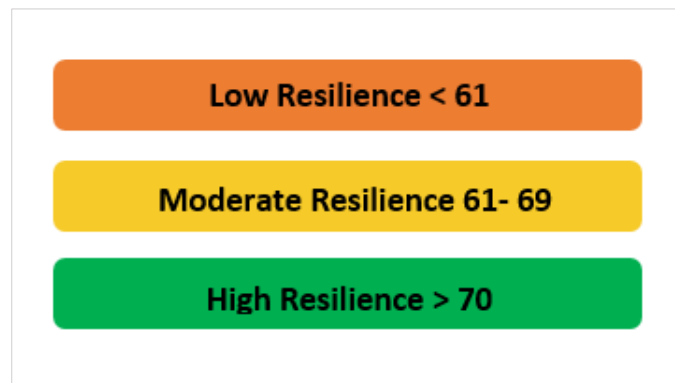 Low Resilience < 61
Moderate Resilience 61- 69
High Resilience > 70